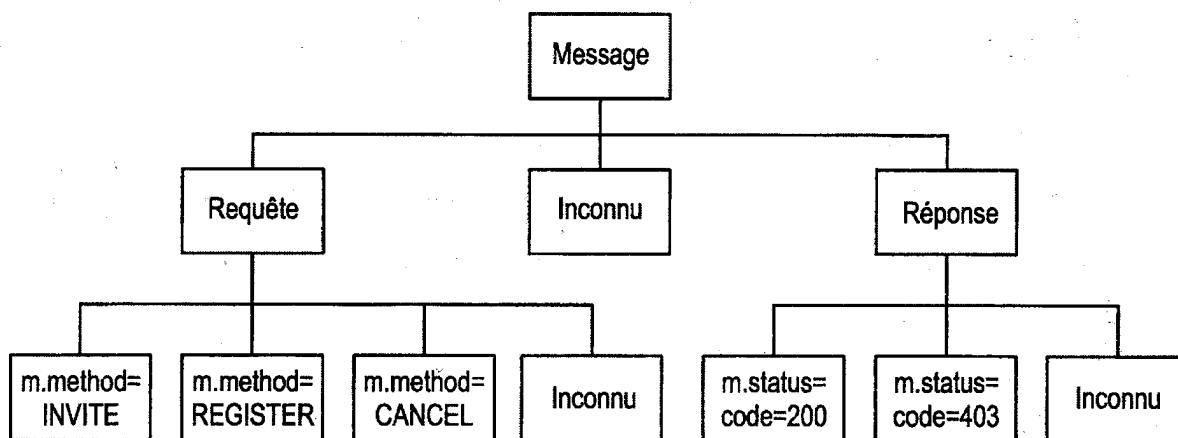 Message
Requête
Inconnu
Réponse
m.method=
INVITE
m.method=
REGISTER
m.method=
CANCEL
Inconnu
m.status=
code=200
m.status=
code=403
Inconnu